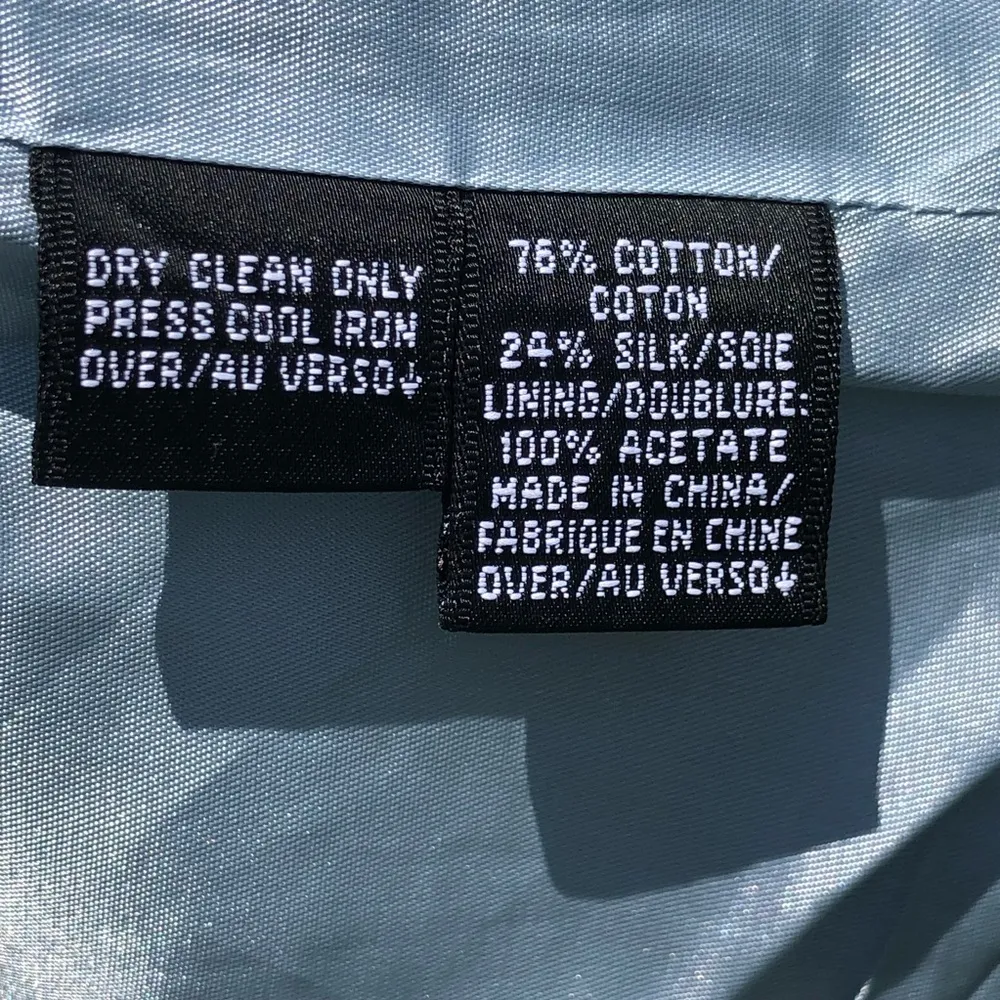 DRY CLEAN ONLY
PRESS COOL IRON
OVER/AU VERSO↓
76% COTTON/
COTON
24% SILK/SOIE
LINING/DOUBLURE:
100% ACETATE
MADE IN CHINA/
FABRIQUE EN CHINE
OVER/AU VERSO↓